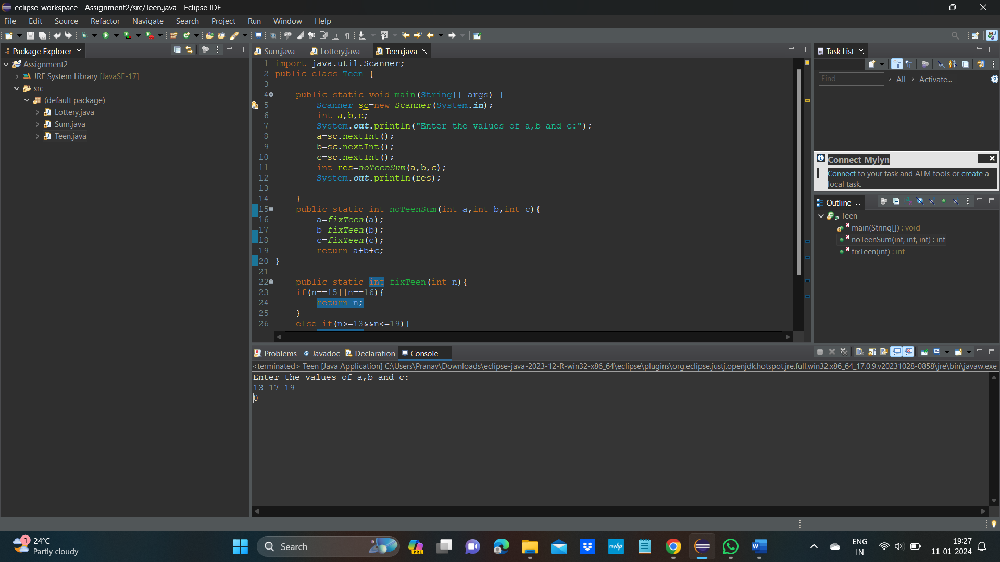 eclipse-workspace - Assignment2/src/Teen.java - Eclipse IDE
File Edit Source Refactor Navigate Search Project Run Window Help
Package Explorer
Assignment2
JRE System Library [JavaSE-17]
src
(default package)
Lottery.java
Sum.java
Teen.java
Sum.java Lottery.java Teen.java
1 import java.util.Scanner;
2 public class Teen {
3
4 public static void main(String[] args) {
5 Scanner sc=new Scanner(System.in);
6 int a,b,c;
7 System.out.println("Enter the values of a,b and c:");
8 a=sc.nextInt();
9 b=sc.nextInt();
10 c=sc.nextInt();
11 int res=noTeenSum(a,b,c);
12 System.out.println(res);
13
14 }
15 public static int noTeenSum(int a,int b,int c){
16 a=fixTeen(a);
17 b=fixTeen(b);
18 c=fixTeen(c);
19 return a+b+c;
20 }
21
22 public static int fixTeen(int n){
23 if(n==15||n==16){
24 return n;
25 }
26 else if(n>=13&&n<=19){
Task List
Find All Activate...
Connect Mylyn
Connect to your task and ALM tools or create a
local task.
Outline
Teen
main(String[]) : void
noTeenSum(int, int, int) : int
fixTeen(int) : int
Problems Javadoc Declaration Console
<terminated> Teen [Java Application] C:\Users\Pranav\Downloads\eclipse-java-2023-12-R-win32-x86_64\eclipse\plugins\org.eclipse.justj.openjdk.hotspot.jre.full.win32.x86_64_17.0.9.v20231028-0858\jre\bin\javaw.exe
Enter the values of a,b and c:
13 17 19
0
1
24°C
Partly cloudy
Search
PRE
myhp
ENG
IN
19:27
11-01-2024